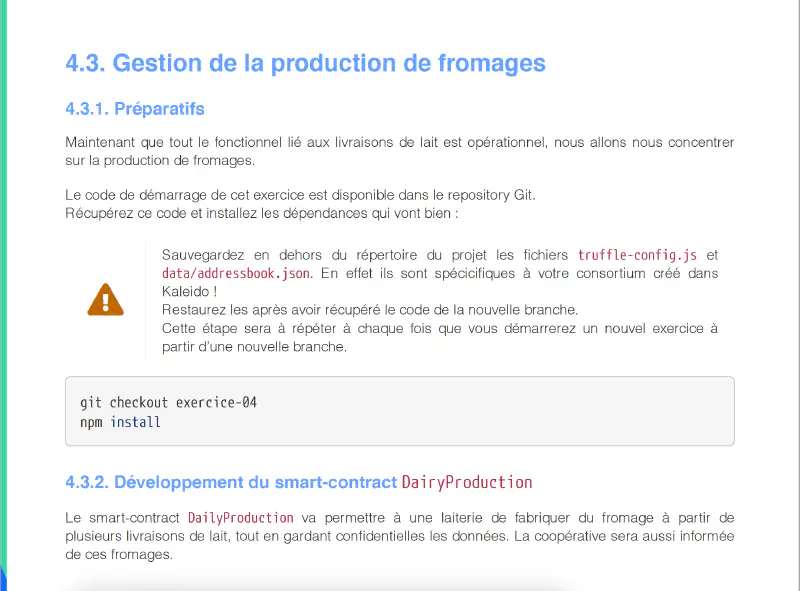 4.3. Gestion de la production de fromages
4.3.1. Préparatifs
Maintenant que tout le fonctionnel lié aux livraisons de lait est opérationnel, nous allons nous concentrer
sur la production de fromages.
Le code de démarrage de cet exercice est disponible dans le repository Git.
Récupérez ce code et installez les dépendances qui vont bien :
Sauvegardez en dehors du répertoire du projet les fichiers truffle-config.js et
data/addressbook.json. En effet ils sont spécicifiques à votre consortium créé dans
Kaleido !
Restaurez les après avoir récupéré le code de la nouvelle branche.
Cette étape sera à répéter à chaque fois que vous démarrerez un nouvel exercice à
partir d'une nouvelle branche.
git checkout exercice-04
npm install
4.3.2. Développement du smart-contract DairyProduction
Le smart-contract DailyProduction va permettre à une laiterie de fabriquer du fromage à partir de
plusieurs livraisons de lait, tout en gardant confidentielles les données. La coopérative sera aussi informée
de ces fromages.